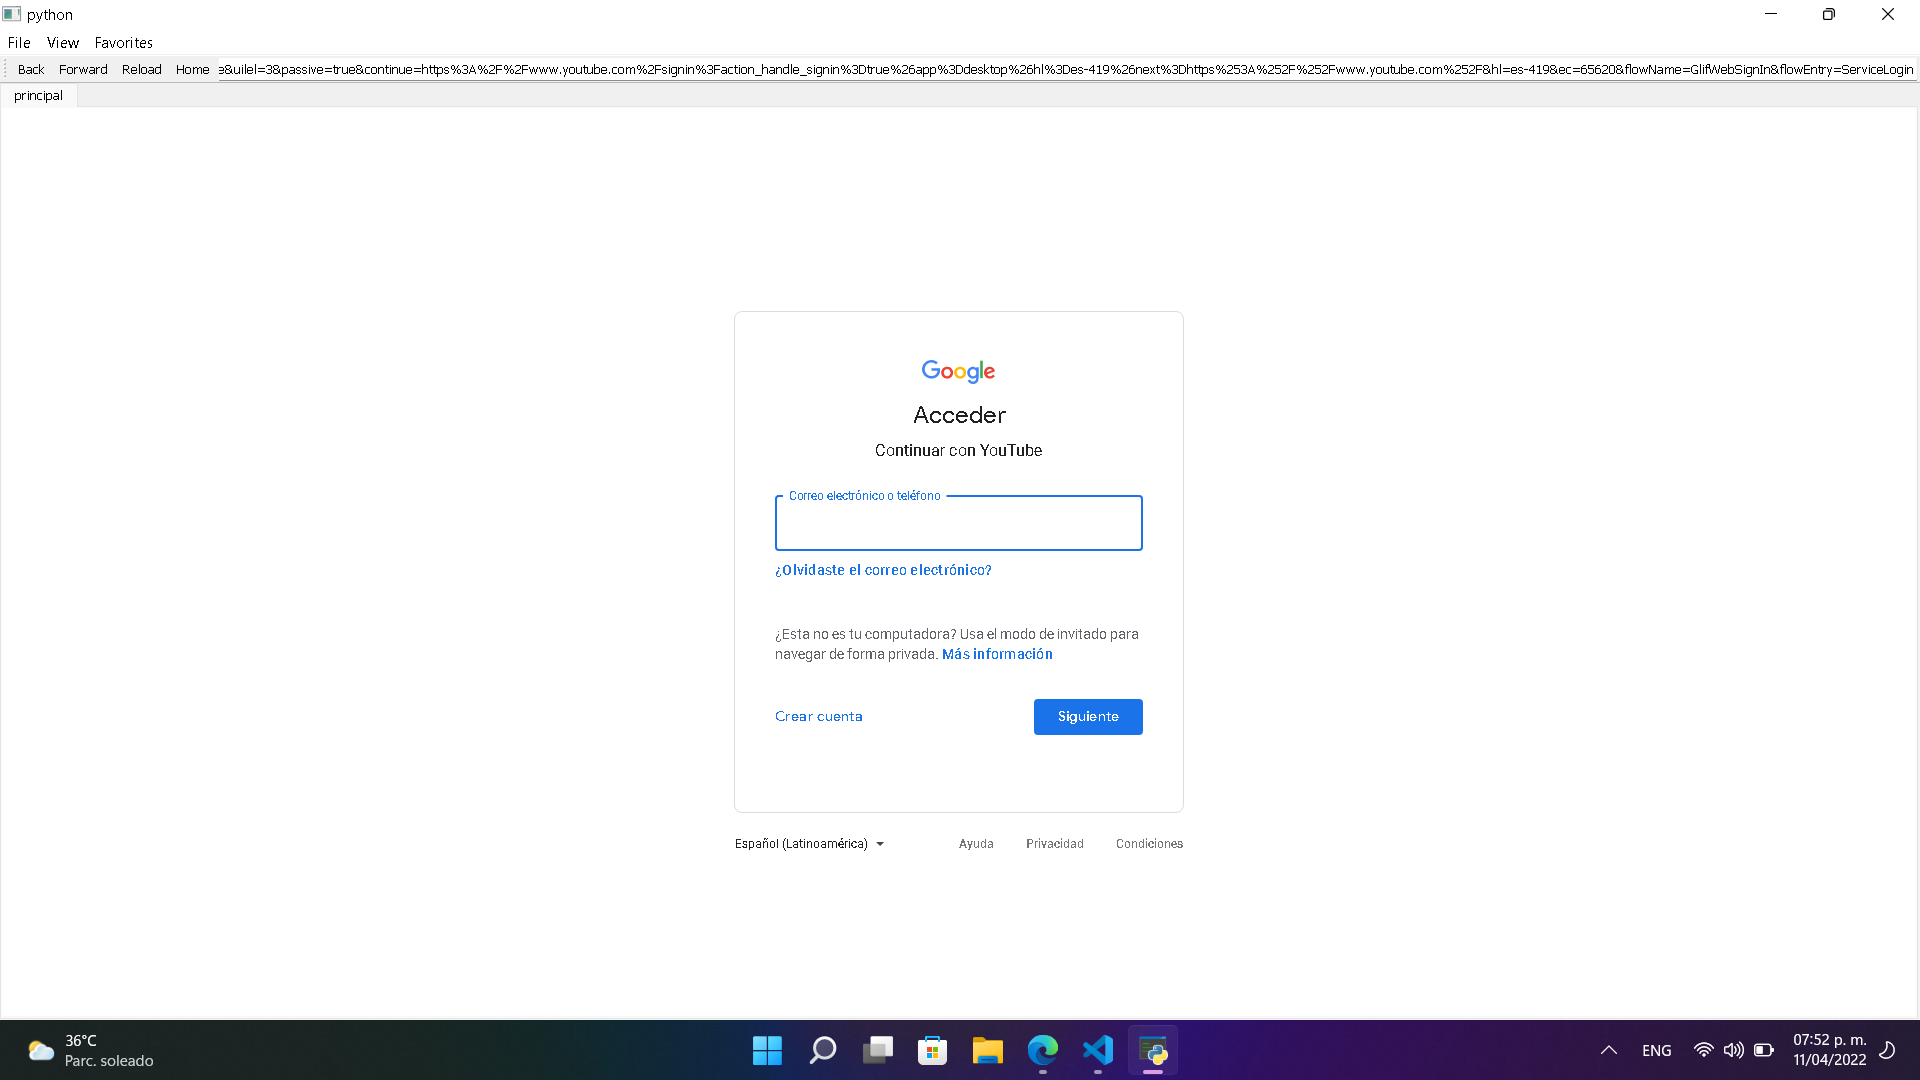 python
File View Favorites
Back Forward Reload Home e&uilel=3&passive=true&continue=https%3A%2F%2Fwww.youtube.com%2Fsignin%3Faction_handle_signin%3Dtrue%26app%3Ddesktop%26hl%3Des-419%26next%3Dhttps%253A%252F%252Fwww.youtube.com%252F&hl=es-419&ec=65620&flowName=GlifWebSignIn&flowEntry=ServiceLogin
principal
Google
Acceder
Continuar con YouTube
Correo electrónico o teléfono
¿Olvidaste el correo electrónico?
¿Esta no es tu computadora? Usa el modo de invitado para
navegar de forma privada. Más información
Crear cuenta Siguiente
Español (Latinoamérica) Ayuda Privacidad Condiciones
36°C
Parc. soleado
ENG
07:52 p. m.
11/04/2022